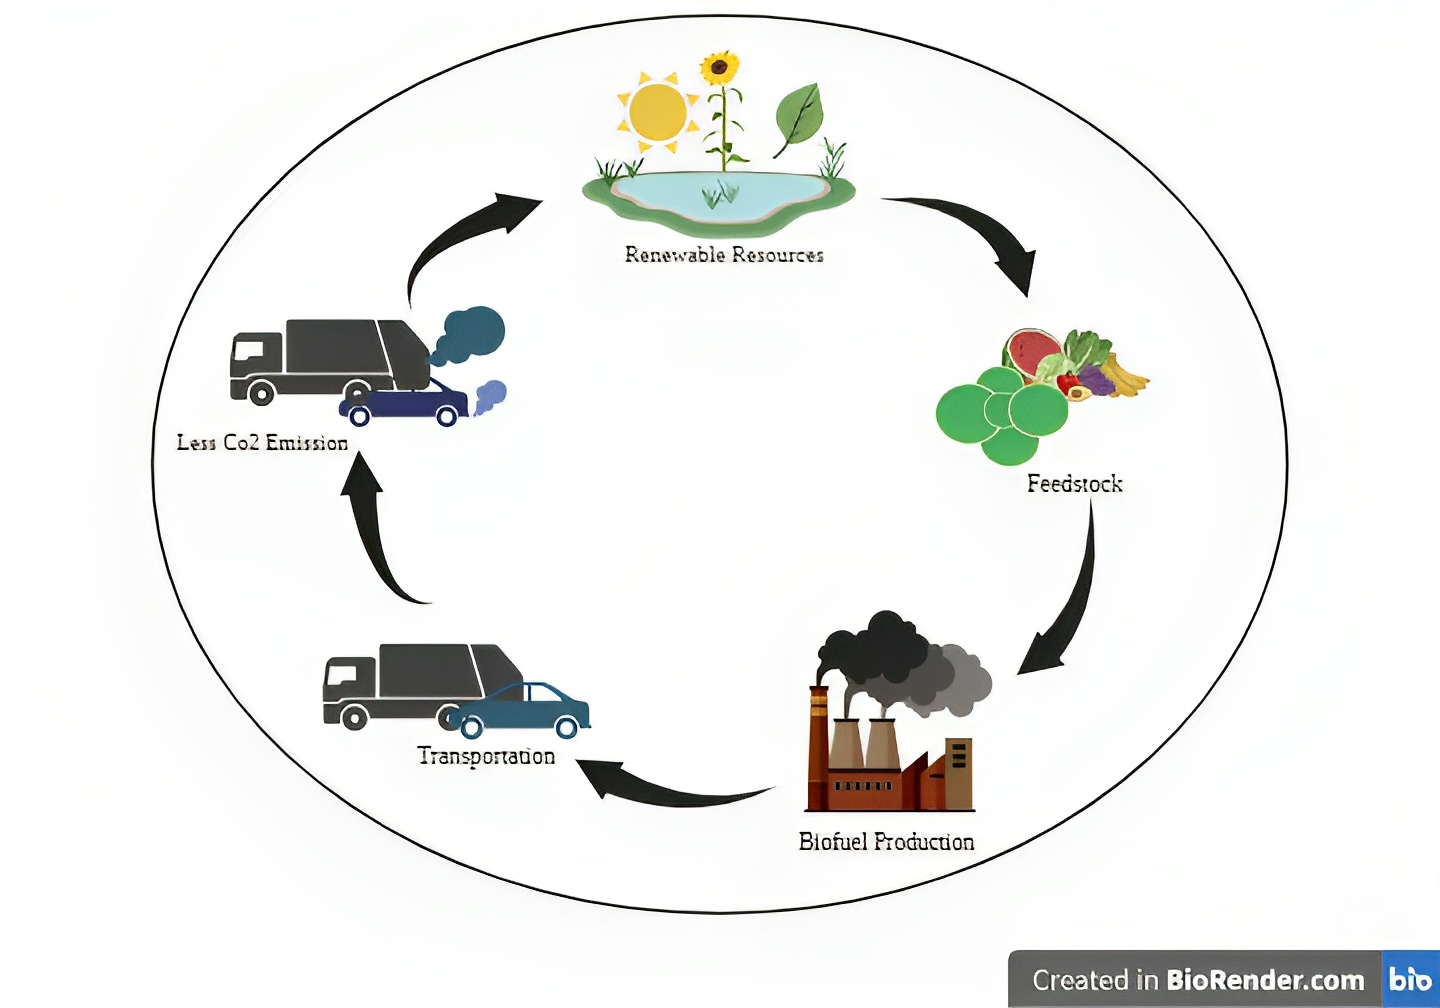 Renewable Resources
Feedstock
Biofuel Production
Transportation
Less Co2 Emission
Created in BioRender.com bio